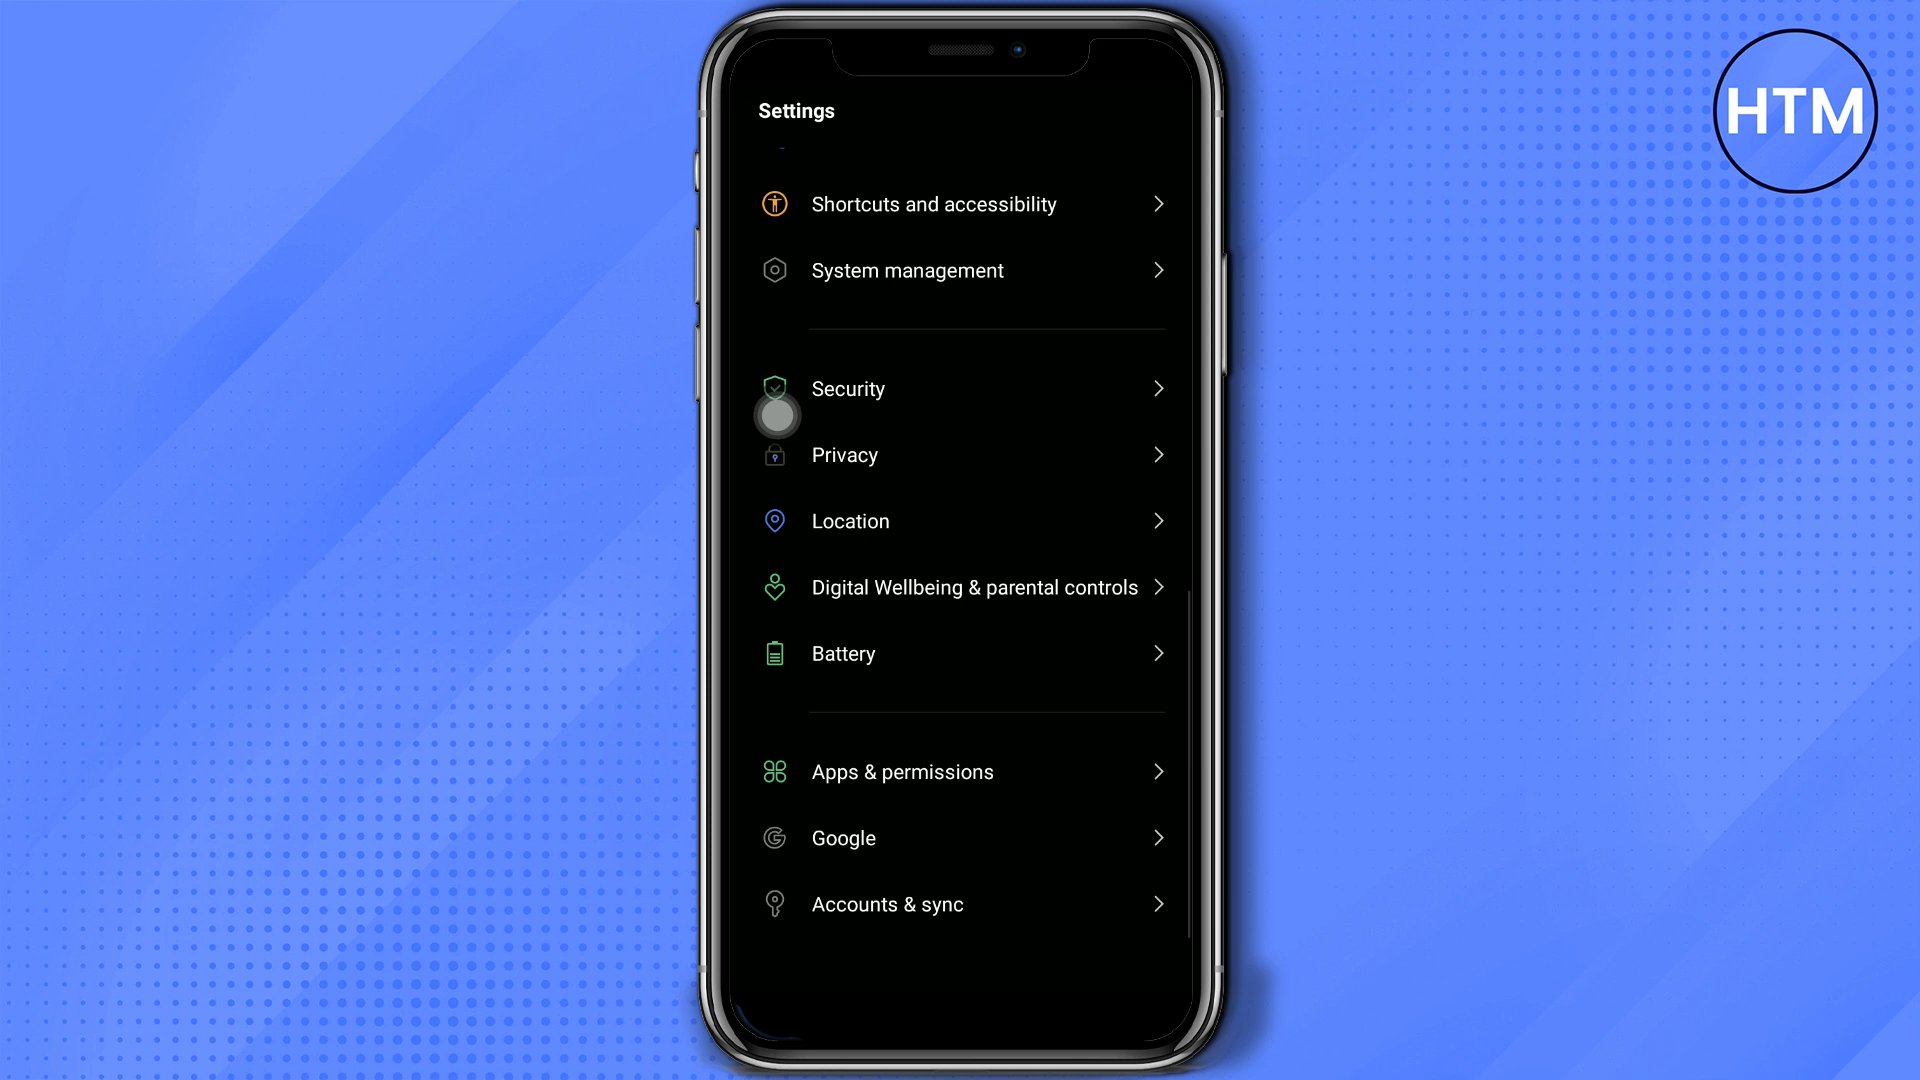 HTM
Settings
Shortcuts and accessibility
System management
Security
Privacy
Location
Digital Wellbeing & parental controls
Battery
Apps & permissions
Google
Accounts & sync